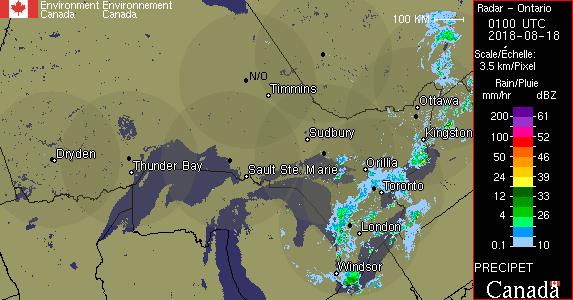 Environment Environnement
Canada Canada
100 KM
N/O
Timmins
Ottawa
Sudbury
Kingston
Dryden
Thunder Bay
Sault Ste. Marie
Orillia
Toronto
London
Windsor
Radar - Ontario
0100 UTC
2018-08-18
Scale/Échelle:
3.5 km/Pixel
Rain/Pluie
mm/hr dBZ
200 61
100 52
50 46
24 39
12 33
4 26
0.1 10
PRECIPET
Canada